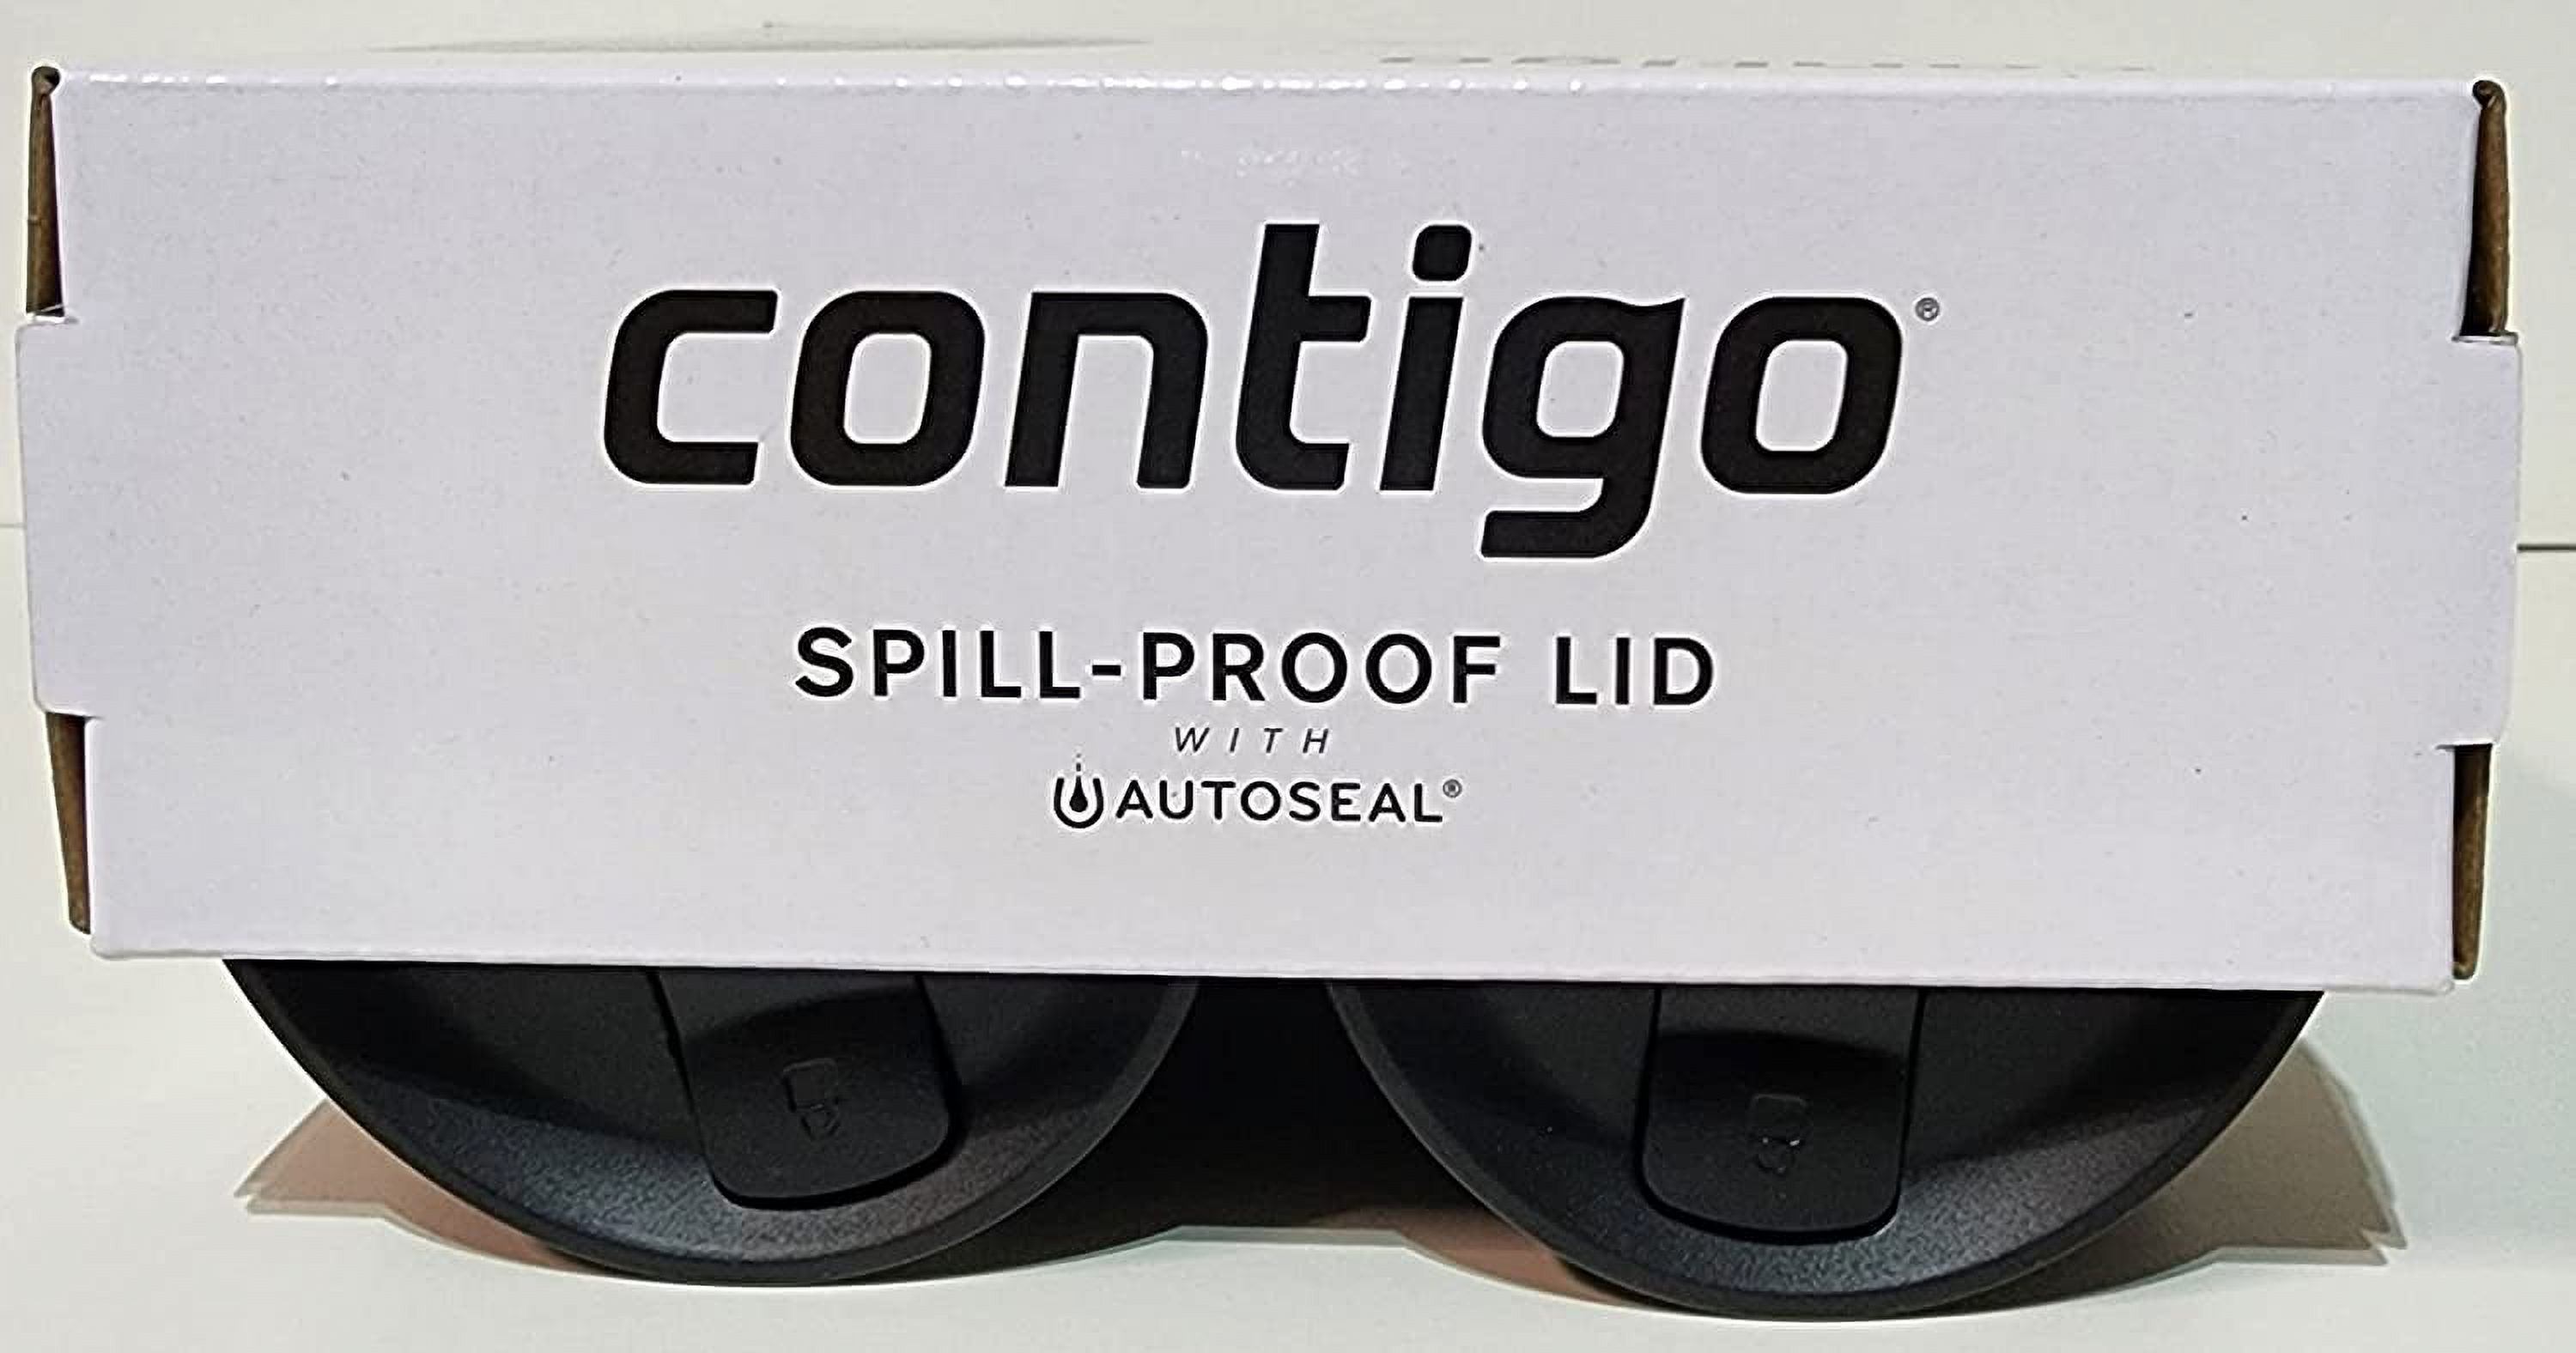 contigo®
SPILL-PROOF LID
WITH
AUTOSEAL®